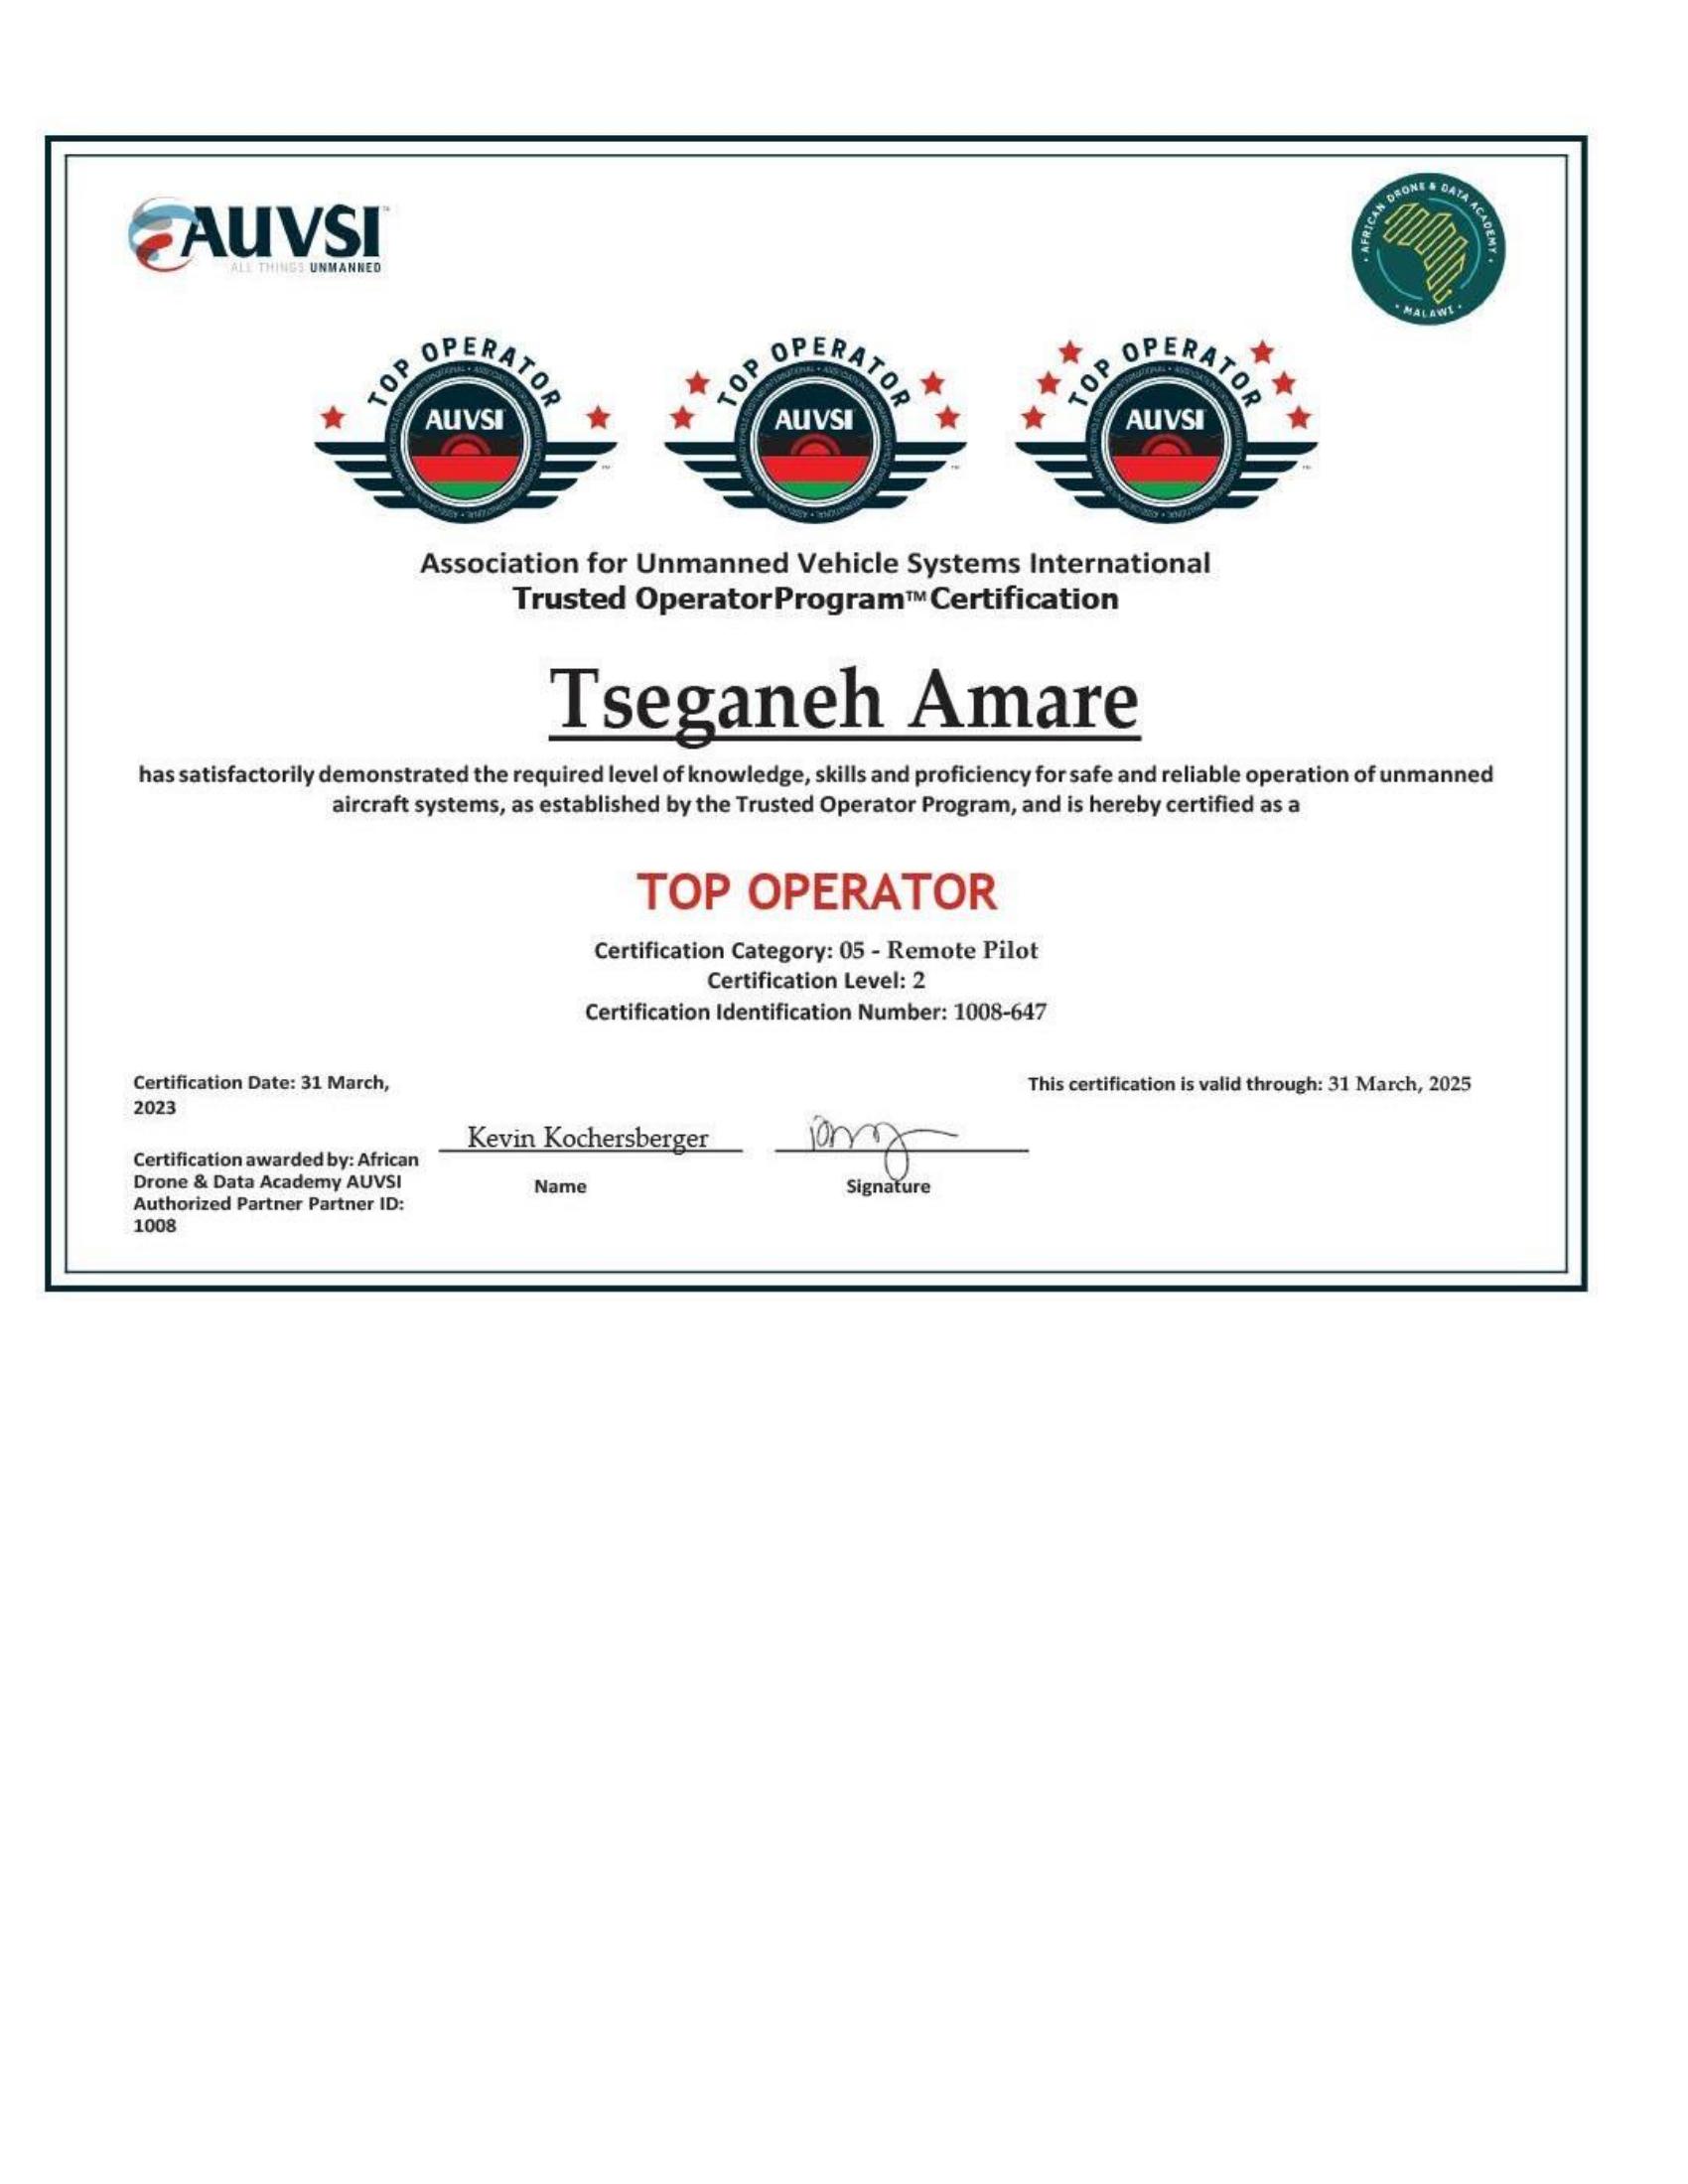 AUVSI™
ALL THINGS UNMANNED
• AFRICAN DRONE & DATA ACADEMY •
• MALAWI •
TOP OPERATOR
AUVSI
TOP OPERATOR
AUVSI
TOP OPERATOR
AUVSI
Association for Unmanned Vehicle Systems International
Trusted Operator Program™ Certification
Tseganeh Amare
has satisfactorily demonstrated the required level of knowledge, skills and proficiency for safe and reliable operation of unmanned
aircraft systems, as established by the Trusted Operator Program, and is hereby certified as a
TOP OPERATOR
Certification Category: 05 - Remote Pilot
Certification Level: 2
Certification Identification Number: 1008-647
Certification Date: 31 March,
2023
This certification is valid through: 31 March, 2025
Kevin Kochersberger
Certification awarded by: African
Drone & Data Academy AUVSI
Authorized Partner Partner ID:
1008
Name
Signature